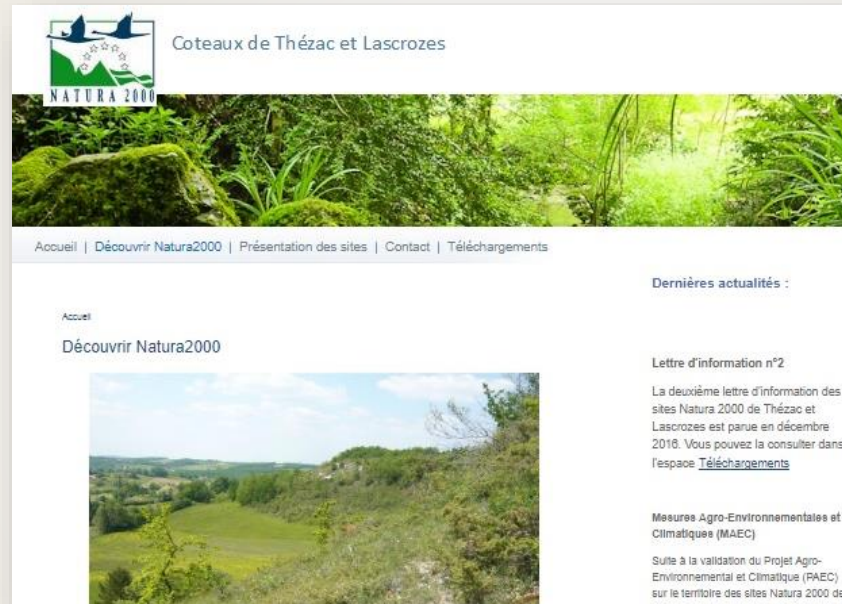 Coteaux de Thézac et Lascrozes
NATURA 2000
Accueil | Découvrir Natura2000 | Présentation des sites | Contact | Téléchargements
Accueil
Découvrir Natura2000
Dernières actualités :
Lettre d'information n°2
La deuxième lettre d'information des
sites Natura 2000 de Thézac et
Lascrozes est parue en décembre
2016. Vous pouvez la consulter dans
l'espace Téléchargements
Mesures Agro-Environnementales et
Climatiques (MAEC)
Suite à la validation du Projet Agro-
Environnemental et Climatique (PAEC)
sur le territoire des sites Natura 2000 de